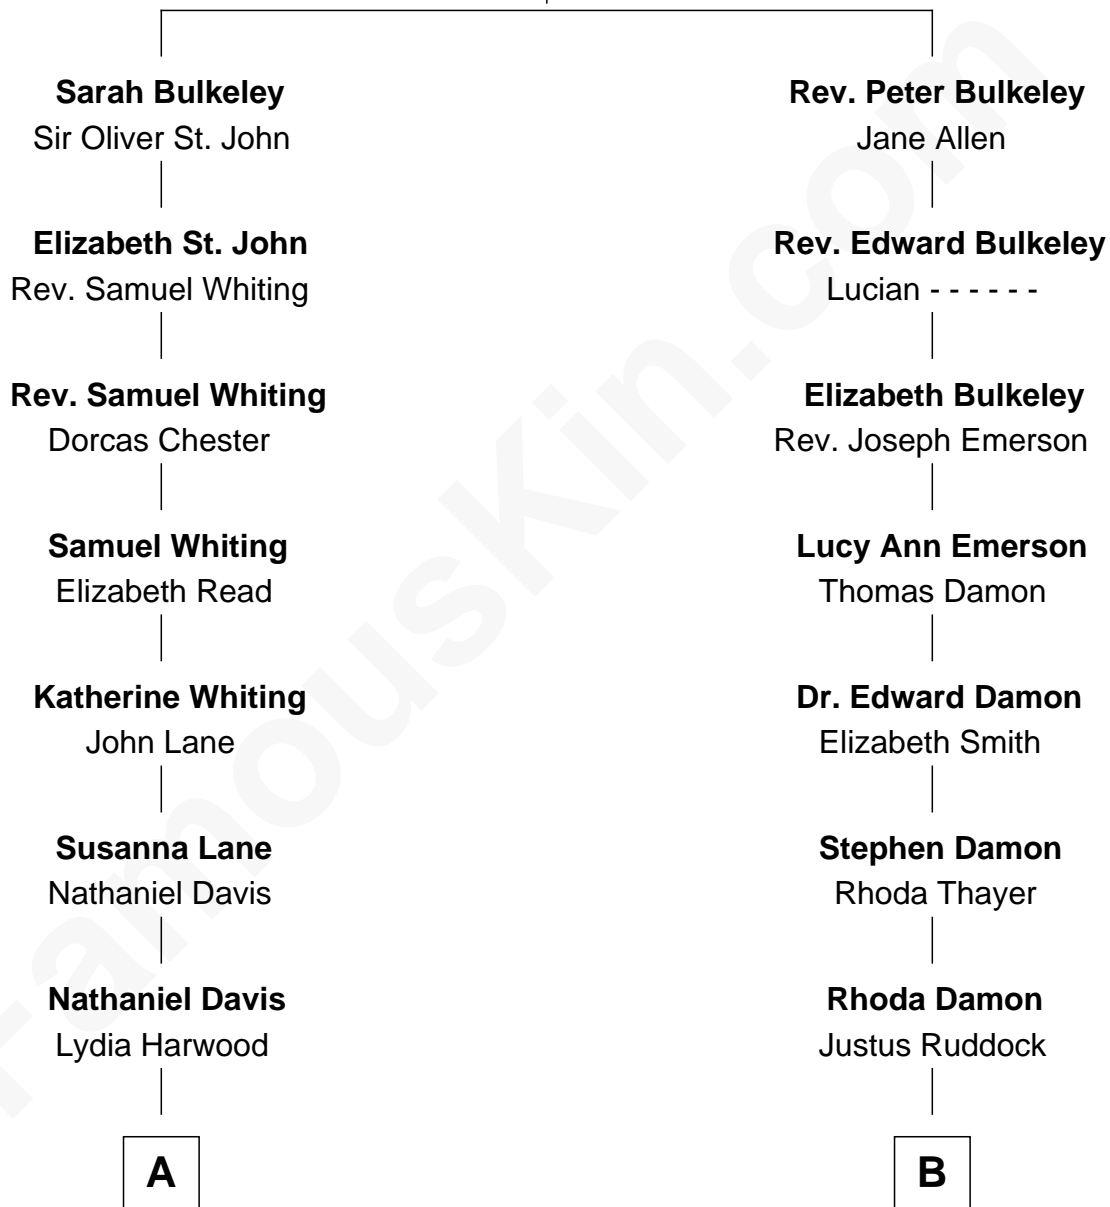 Sarah Bulkeley
Sir Oliver St. John
Elizabeth St. John
Rev. Samuel Whiting
Rev. Samuel Whiting
Dorcas Chester
Samuel Whiting
Elizabeth Read
Katherine Whiting
John Lane
Susanna Lane
Nathaniel Davis
Nathaniel Davis
Lydia Harwood
A
Rev. Peter Bulkeley
Jane Allen
Rev. Edward Bulkeley
Lucian - - - - - -
Elizabeth Bulkeley
Rev. Joseph Emerson
Lucy Ann Emerson
Thomas Damon
Dr. Edward Damon
Elizabeth Smith
Stephen Damon
Rhoda Thayer
Rhoda Damon
Justus Ruddock
B
FamousKin.com